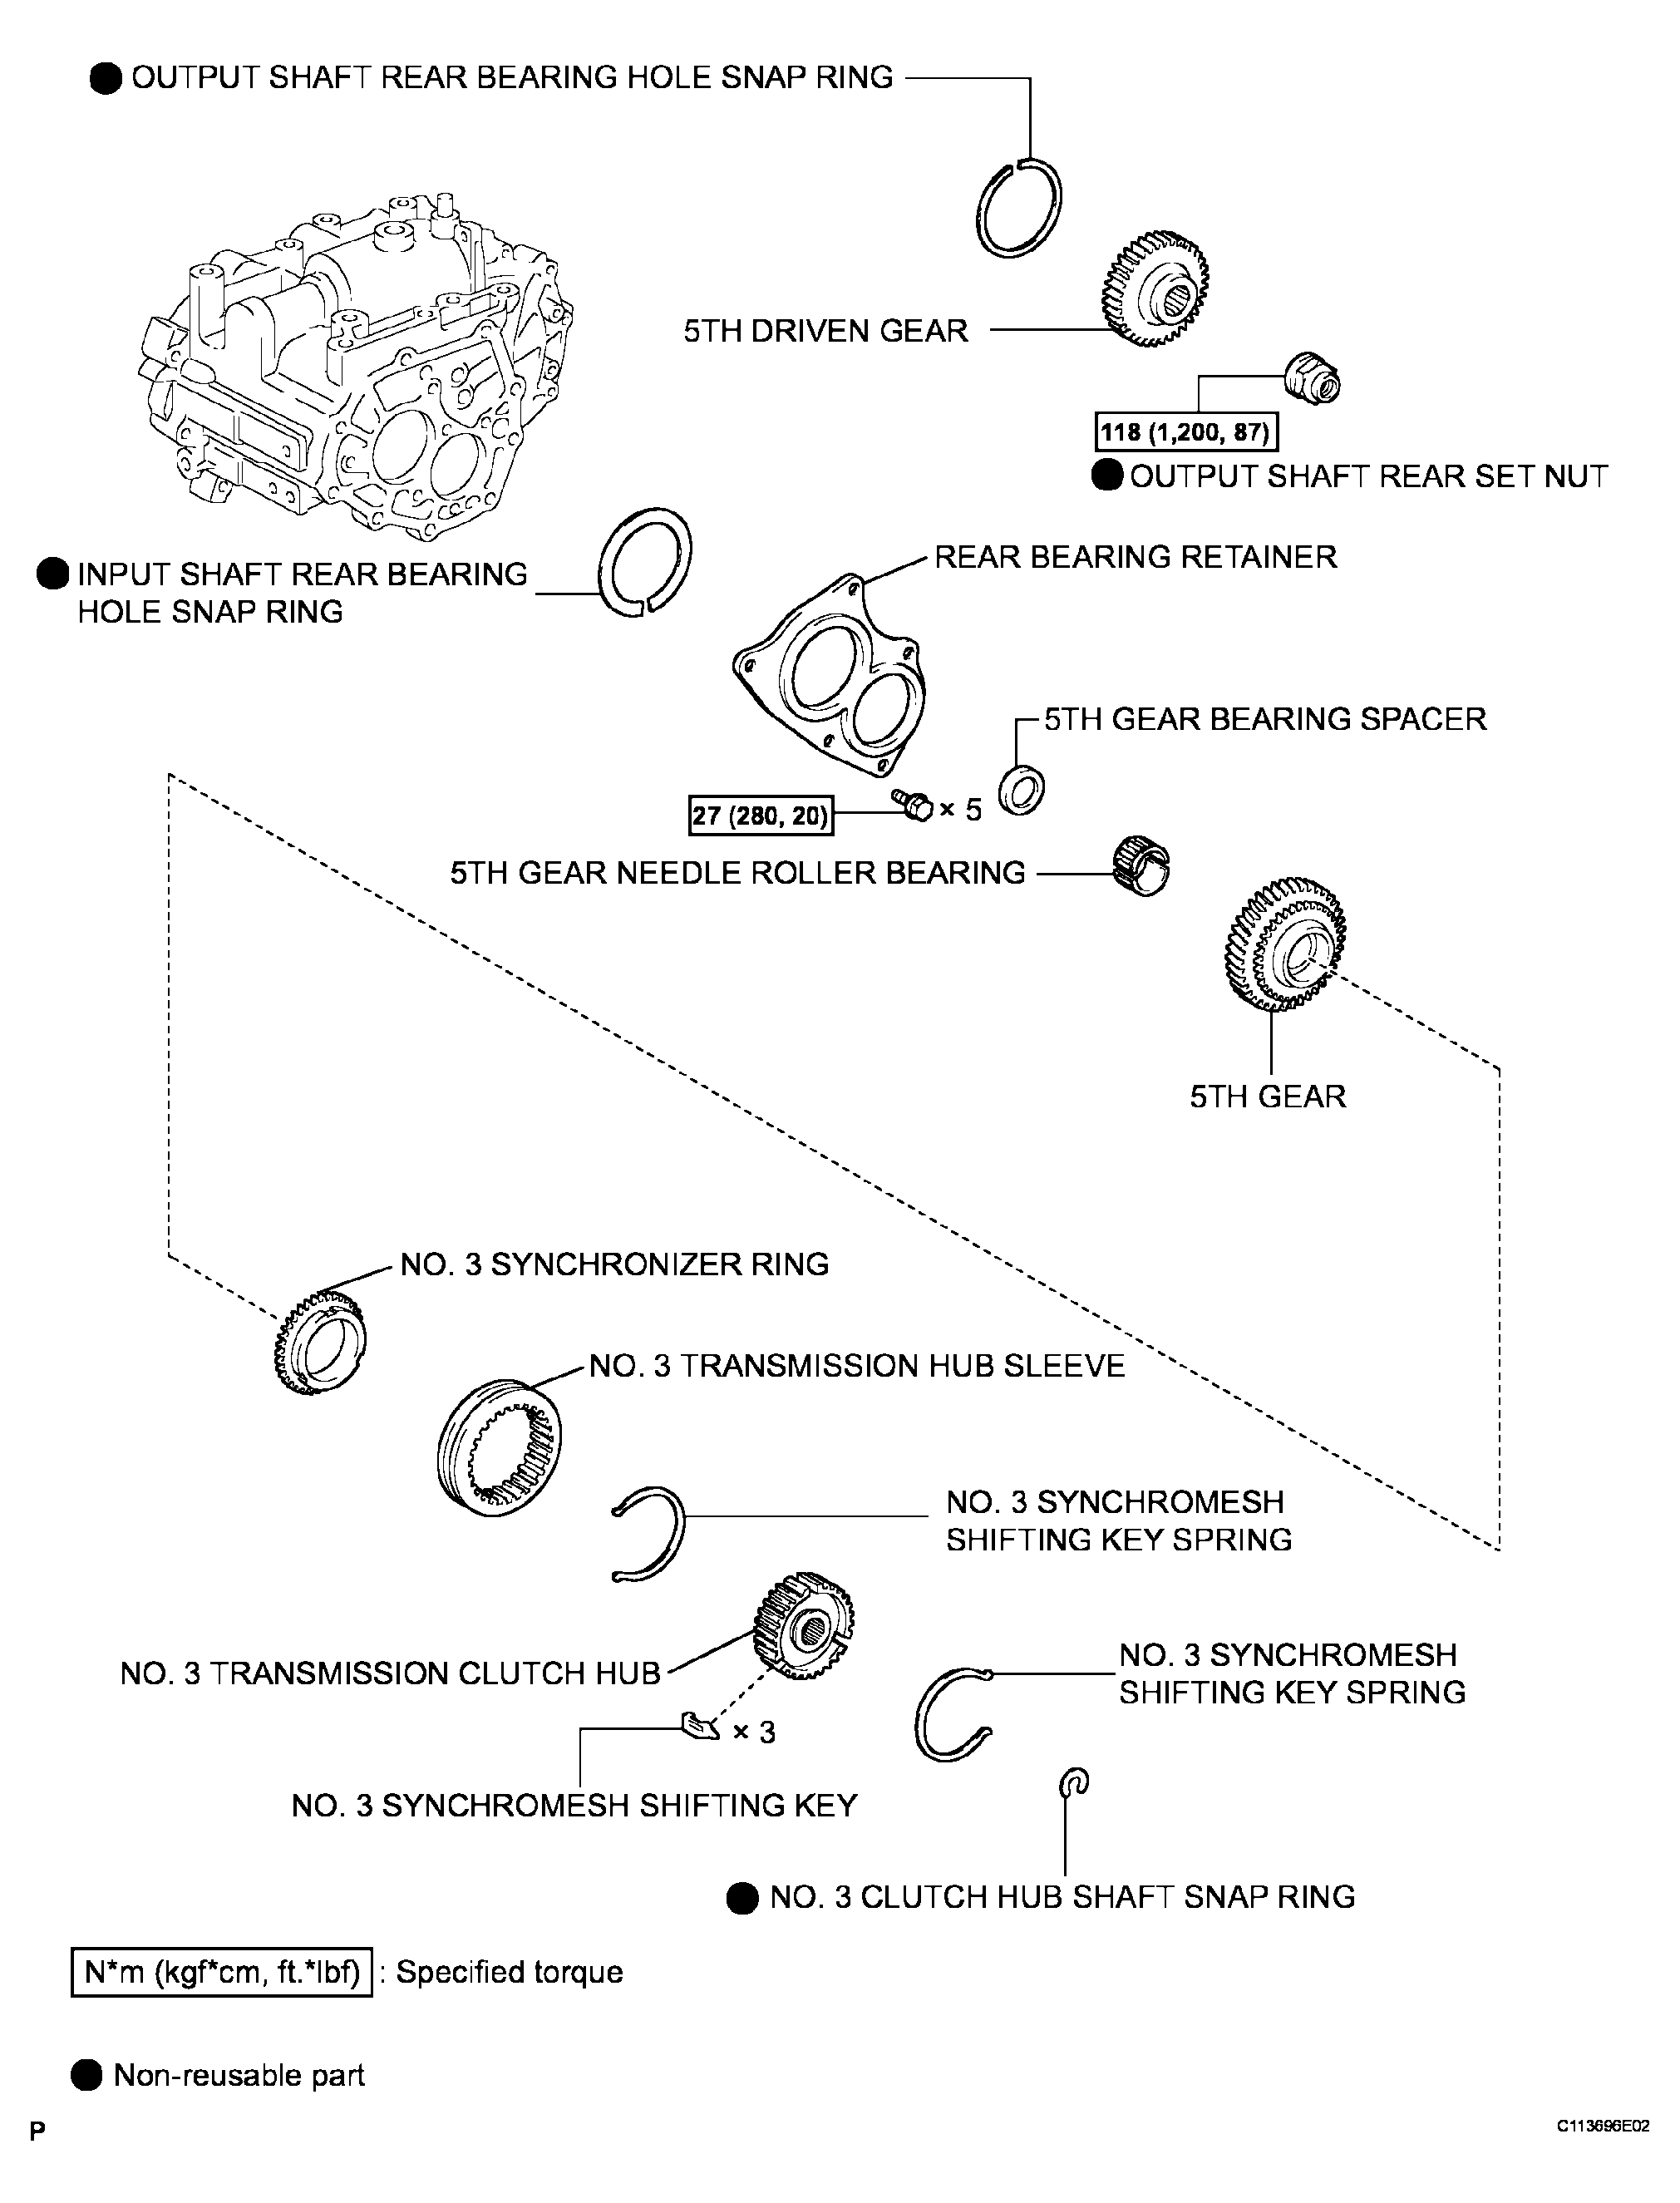 ● OUTPUT SHAFT REAR BEARING HOLE SNAP RING
5TH DRIVEN GEAR
118 (1,200, 87)
● OUTPUT SHAFT REAR SET NUT
● INPUT SHAFT REAR BEARING
HOLE SNAP RING
REAR BEARING RETAINER
5TH GEAR BEARING SPACER
27 (280, 20)
× 5
5TH GEAR NEEDLE ROLLER BEARING
5TH GEAR
NO. 3 SYNCHRONIZER RING
NO. 3 TRANSMISSION HUB SLEEVE
NO. 3 SYNCHROMESH
SHIFTING KEY SPRING
NO. 3 TRANSMISSION CLUTCH HUB
NO. 3 SYNCHROMESH
SHIFTING KEY SPRING
× 3
NO. 3 SYNCHROMESH SHIFTING KEY
● NO. 3 CLUTCH HUB SHAFT SNAP RING
N*m (kgf*cm, ft.*lbf) : Specified torque
● Non-reusable part
P
C113696E02